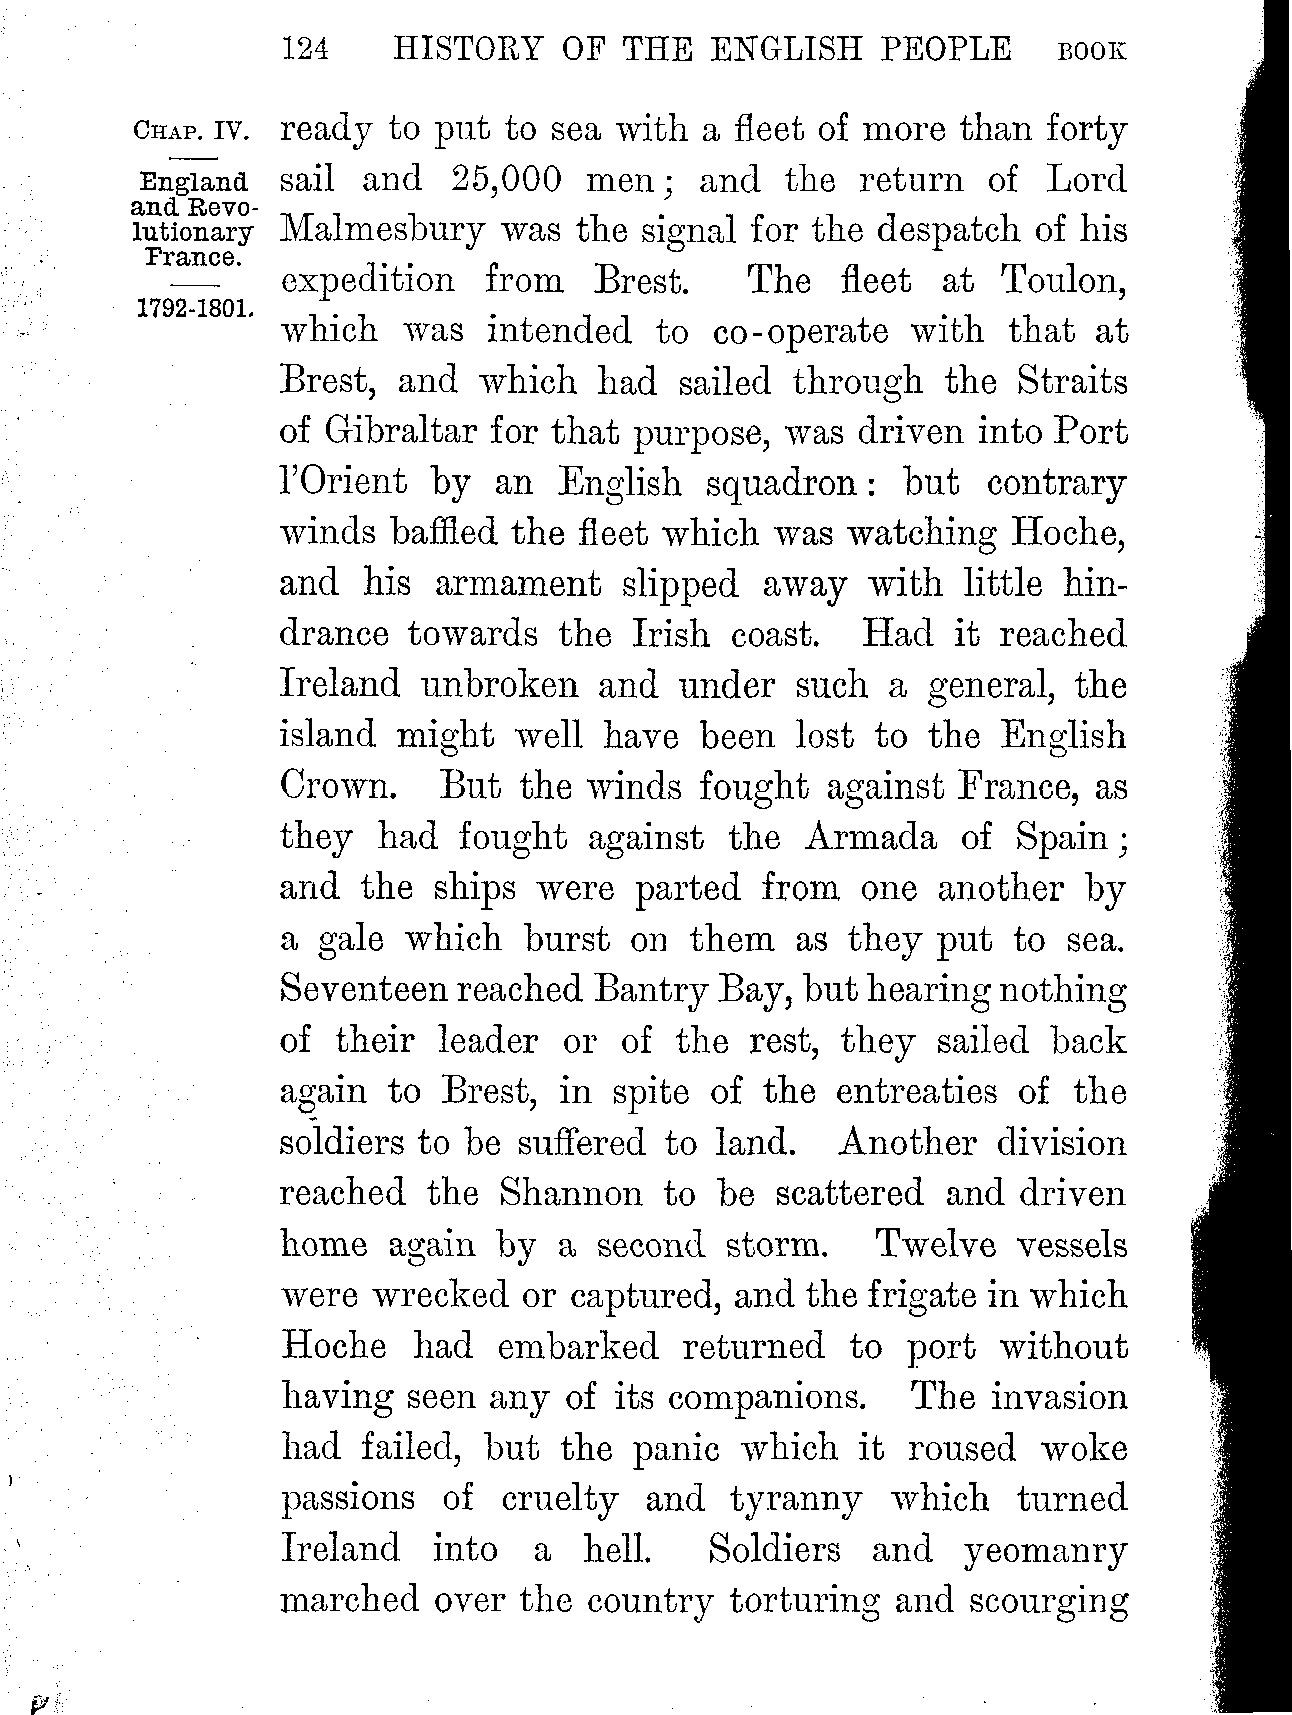 124 HISTORY OF THE ENGLISH PEOPLE BOOK
CHAP. IV.
England
and Revo-
lutionary
France.
1792-1801.
ready to put to sea with a fleet of more than forty
sail and 25,000 men; and the return of Lord
Malmesbury was the signal for the despatch of his
expedition from Brest. The fleet at Toulon,
which was intended to co-operate with that at
Brest, and which had sailed through the Straits
of Gibraltar for that purpose, was driven into Port
l'Orient by an English squadron: but contrary
winds baffled the fleet which was watching Hoche,
and his armament slipped away with little hin-
drance towards the Irish coast. Had it reached
Ireland unbroken and under such a general, the
island might well have been lost to the English
Crown. But the winds fought against France, as
they had fought against the Armada of Spain;
and the ships were parted from one another by
a gale which burst on them as they put to sea.
Seventeen reached Bantry Bay, but hearing nothing
of their leader or of the rest, they sailed back
again to Brest, in spite of the entreaties of the
soldiers to be suffered to land. Another division
reached the Shannon to be scattered and driven
home again by a second storm. Twelve vessels
were wrecked or captured, and the frigate in which
Hoche had embarked returned to port without
having seen any of its companions. The invasion
had failed, but the panic which it roused woke
passions of cruelty and tyranny which turned
Ireland into a hell. Soldiers and yeomanry
marched over the country torturing and scourging